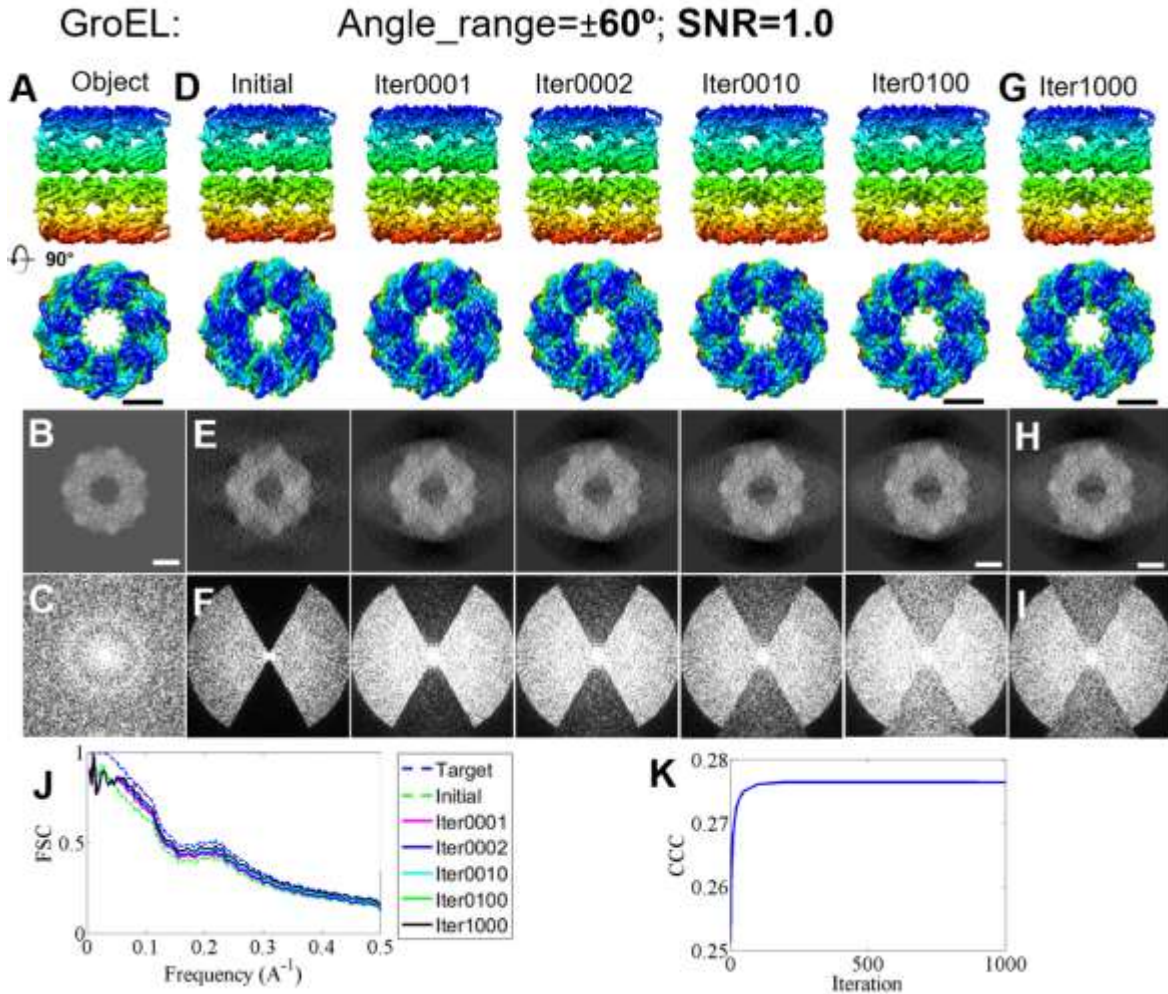 GroEL: Angle_range=±60º; SNR=1.0
A Object D Initial Iter0001 Iter0002 Iter0010 Iter0100 G Iter1000
90°
B E H
C F I
J
1
0.5
0
FSC
0 0.1 0.2 0.3 0.4 0.5
Frequency (A⁻¹)
Target
Initial
Iter0001
Iter0002
Iter0010
Iter0100
Iter1000
K
0.28
0.27
0.26
0.25
CCC
0 500 1000
Iteration